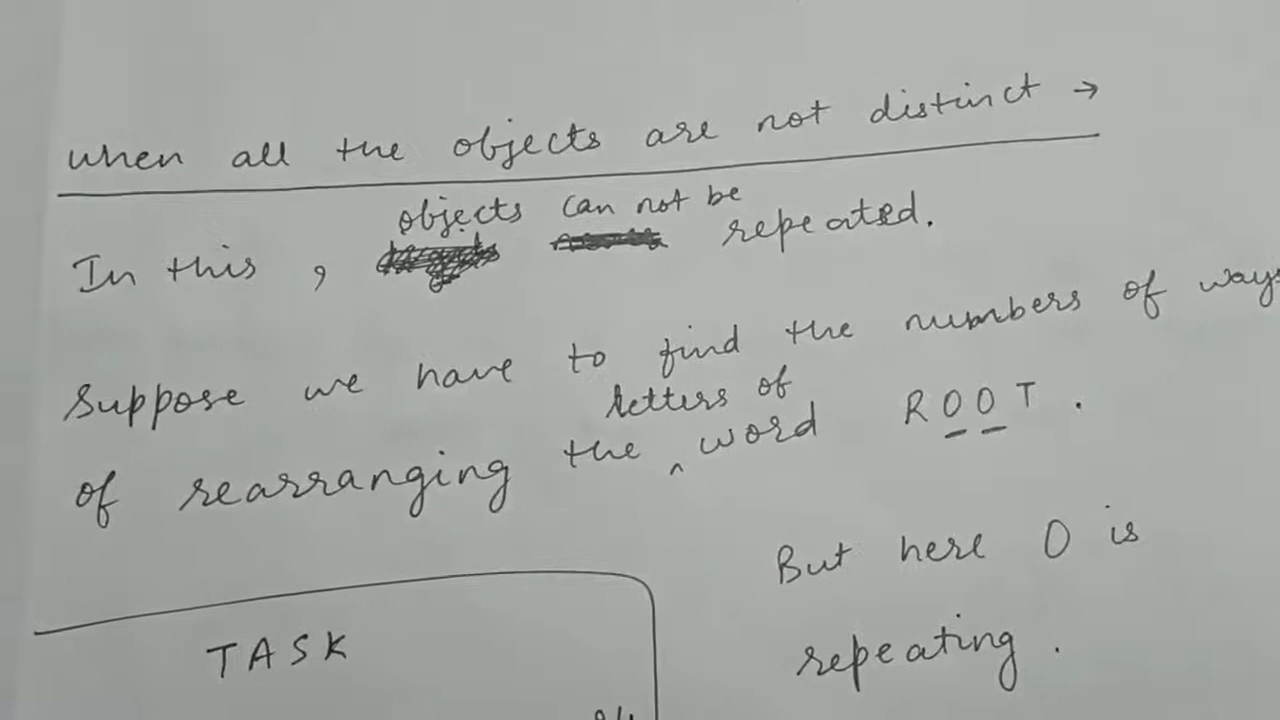 when all the objects are not distinct →
objects can not be
In this , repeated.
Suppose we have to find the numbers of ways
letters of
of rearranging the ^ word ROOT .
But here O is
repeating .
TASK